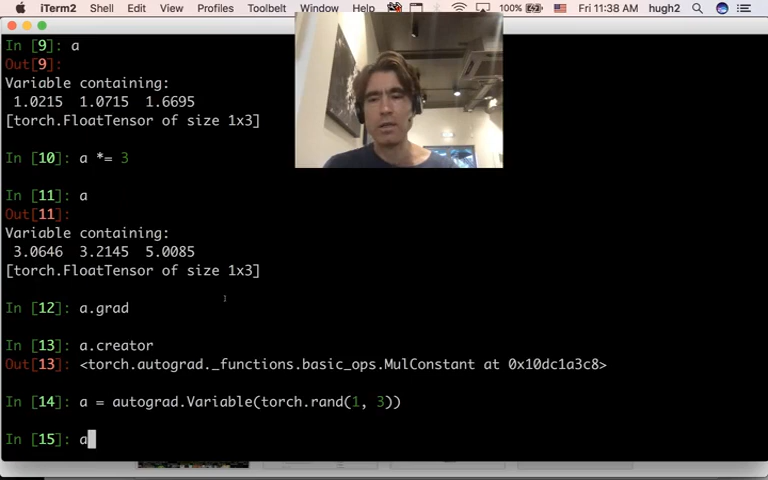 iTerm2 Shell Edit View Profiles Toolbelt Window Help 100% Fri 11:38 AM hugh2
In [9]: a
Out[9]:
Variable containing:
1.0215 1.0715 1.6695
[torch.FloatTensor of size 1x3]
In [10]: a *= 3
In [11]: a
Out[11]:
Variable containing:
3.0646 3.2145 5.0085
[torch.FloatTensor of size 1x3]
In [12]: a.grad
In [13]: a.creator
Out[13]: <torch.autograd._functions.basic_ops.MulConstant at 0x10dc1a3c8>
In [14]: a = autograd.Variable(torch.rand(1, 3))
In [15]: a